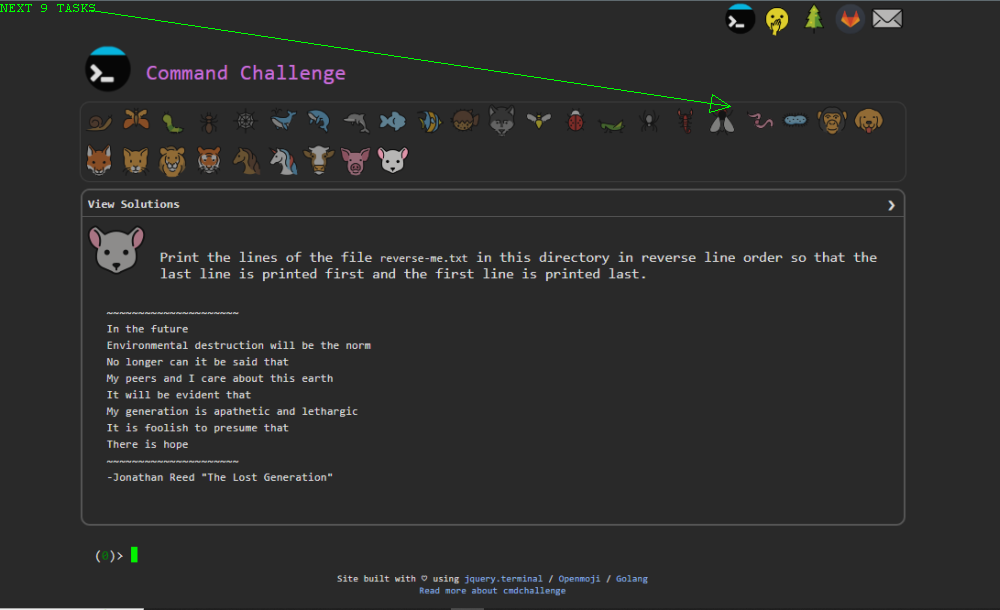 NEXT 9 TASKS
Command Challenge
View Solutions
Print the lines of the file reverse-me.txt in this directory in reverse line order so that the
last line is printed first and the first line is printed last.
~~~~~~~~~~~~~~~~~~~~~
In the future
Environmental destruction will be the norm
No longer can it be said that
My peers and I care about this earth
It will be evident that
My generation is apathetic and lethargic
It is foolish to presume that
There is hope
~~~~~~~~~~~~~~~~~~~~~
-Jonathan Reed "The Lost Generation"
(0)>
Site built with ♡ using jquery.terminal / Openmoji / Golang
Read more about cmdchallenge